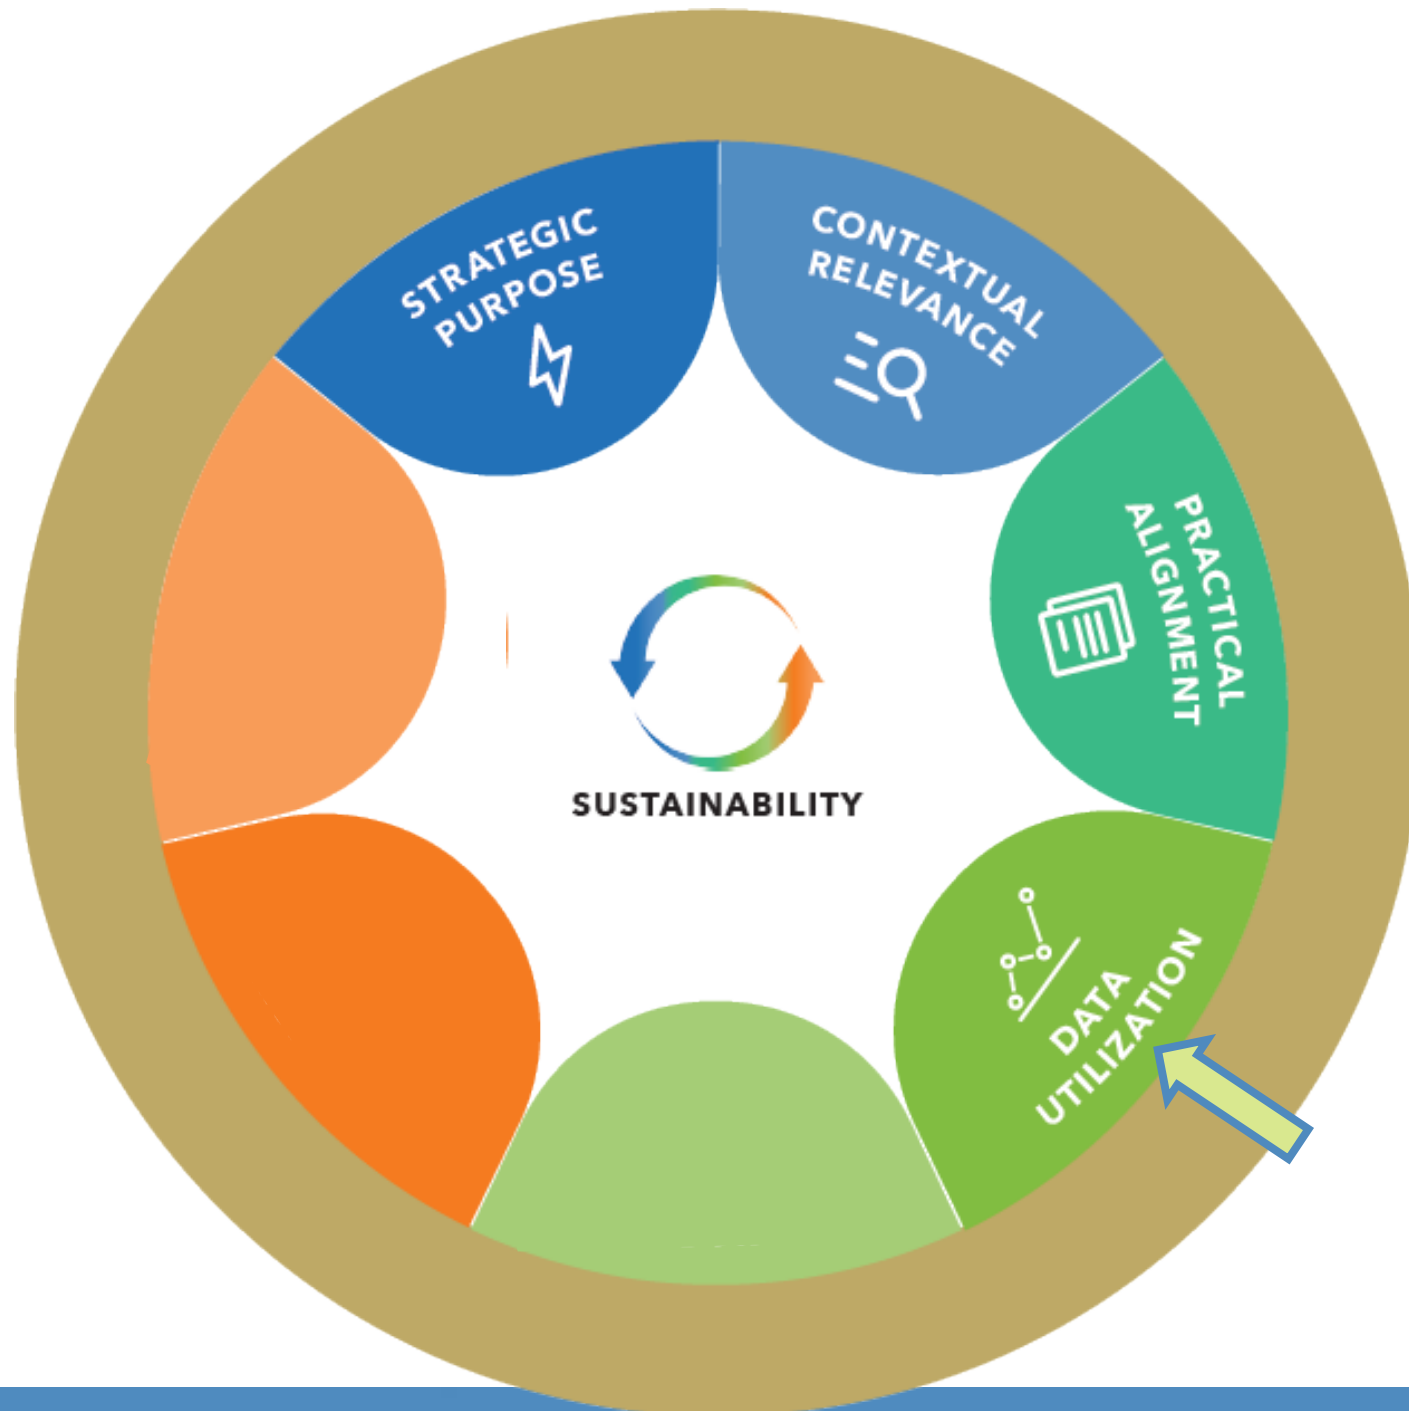 STRATEGIC
PURPOSE
CONTEXTUAL
RELEVANCE
PRACTICAL
ALIGNMENT
DATA
UTILIZATION
SUSTAINABILITY